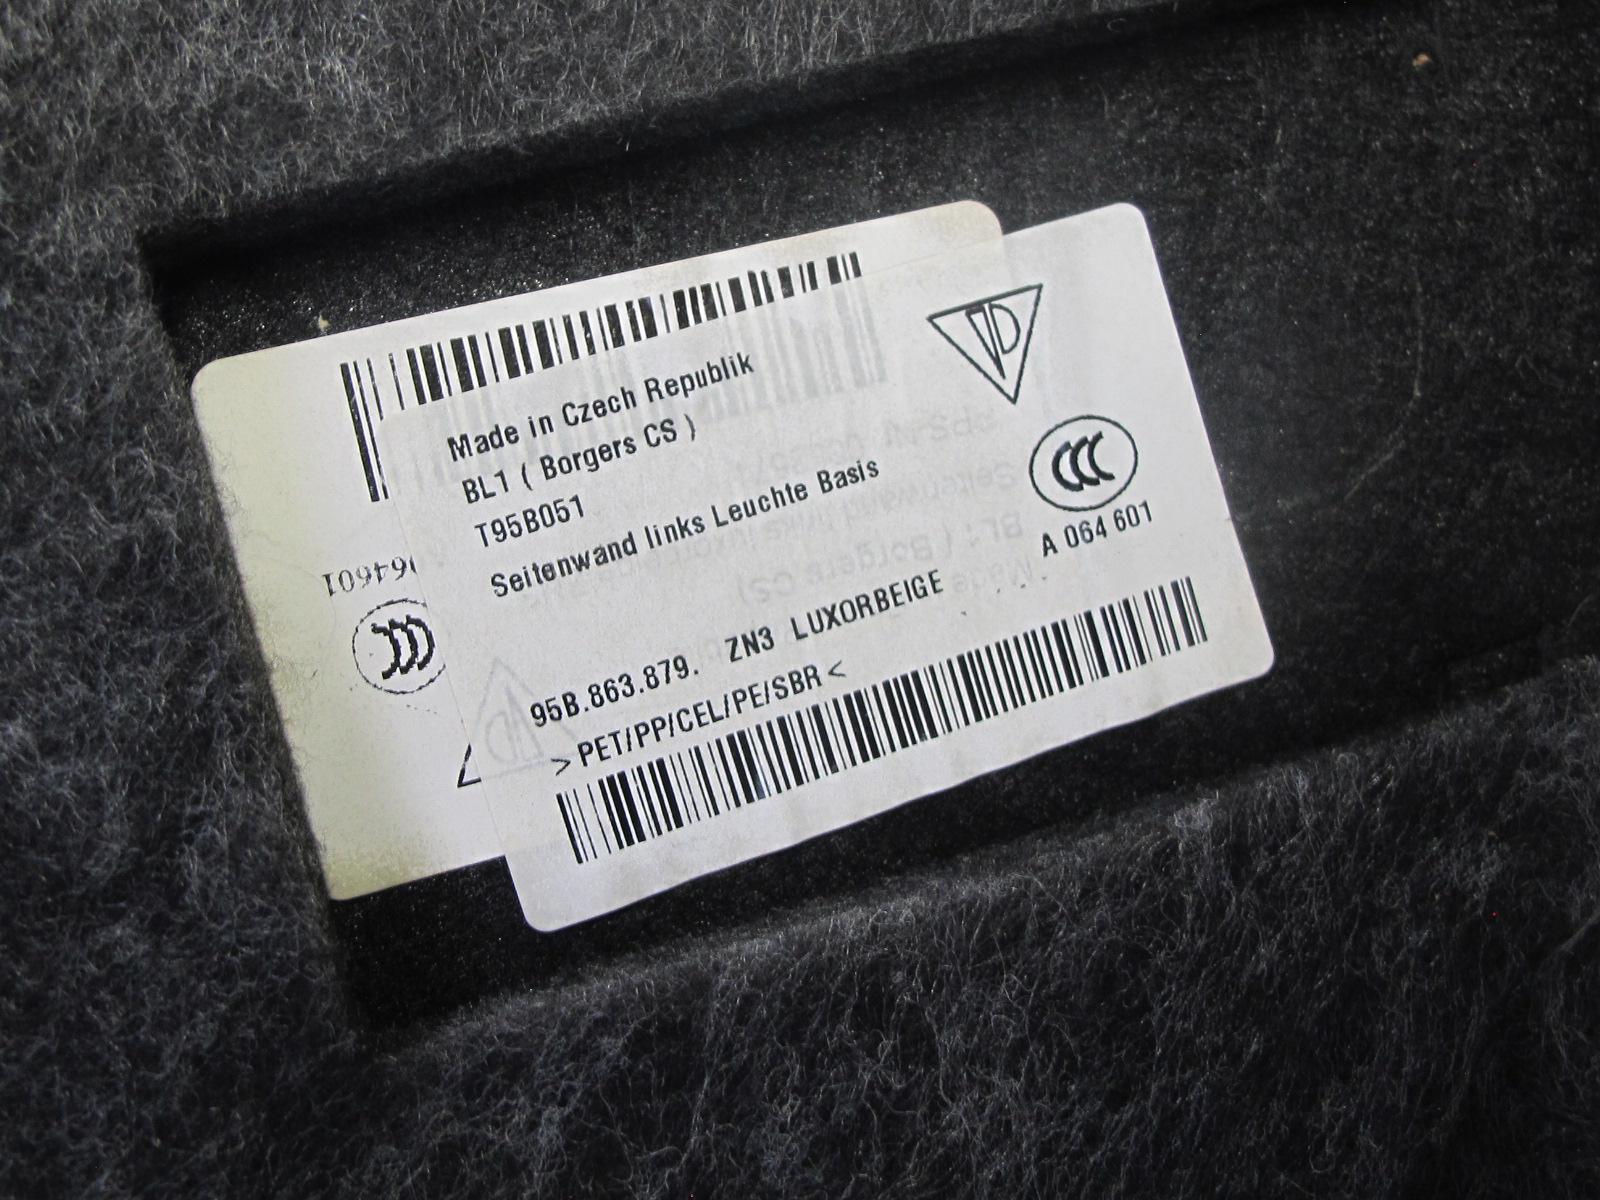 Made in Czech Republik
BL1 ( Borgers CS )
T95B051
Seitenwand links Leuchte Basis
A 064 601
95B.863.879. ZN3 LUXORBEIGE
>PET/PP/CEL/PE/SBR<
64601